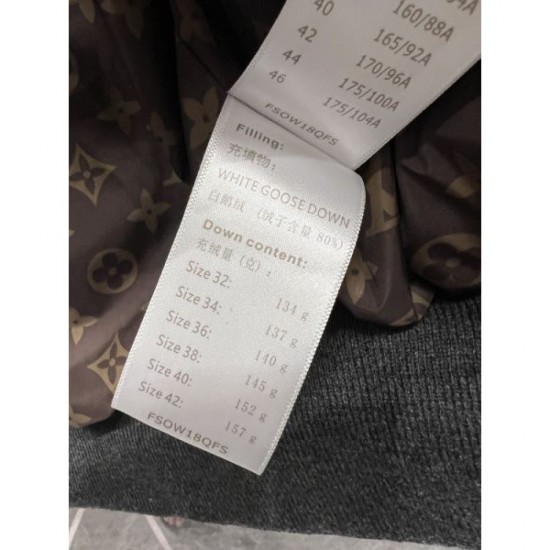 40 160/88A
42 165/92A
44 170/96A
46 175/100A
175/104A
FSOW18QFS
Filling:
充填物:
WHITE GOOSE DOWN
白鹅绒 (绒子含量 80%)
Down content:
充绒量 (克):
Size 32: 134 g
Size 34: 137 g
Size 36: 140 g
Size 38: 145 g
Size 40: 152 g
Size 42: 157 g
FSOW18QFS